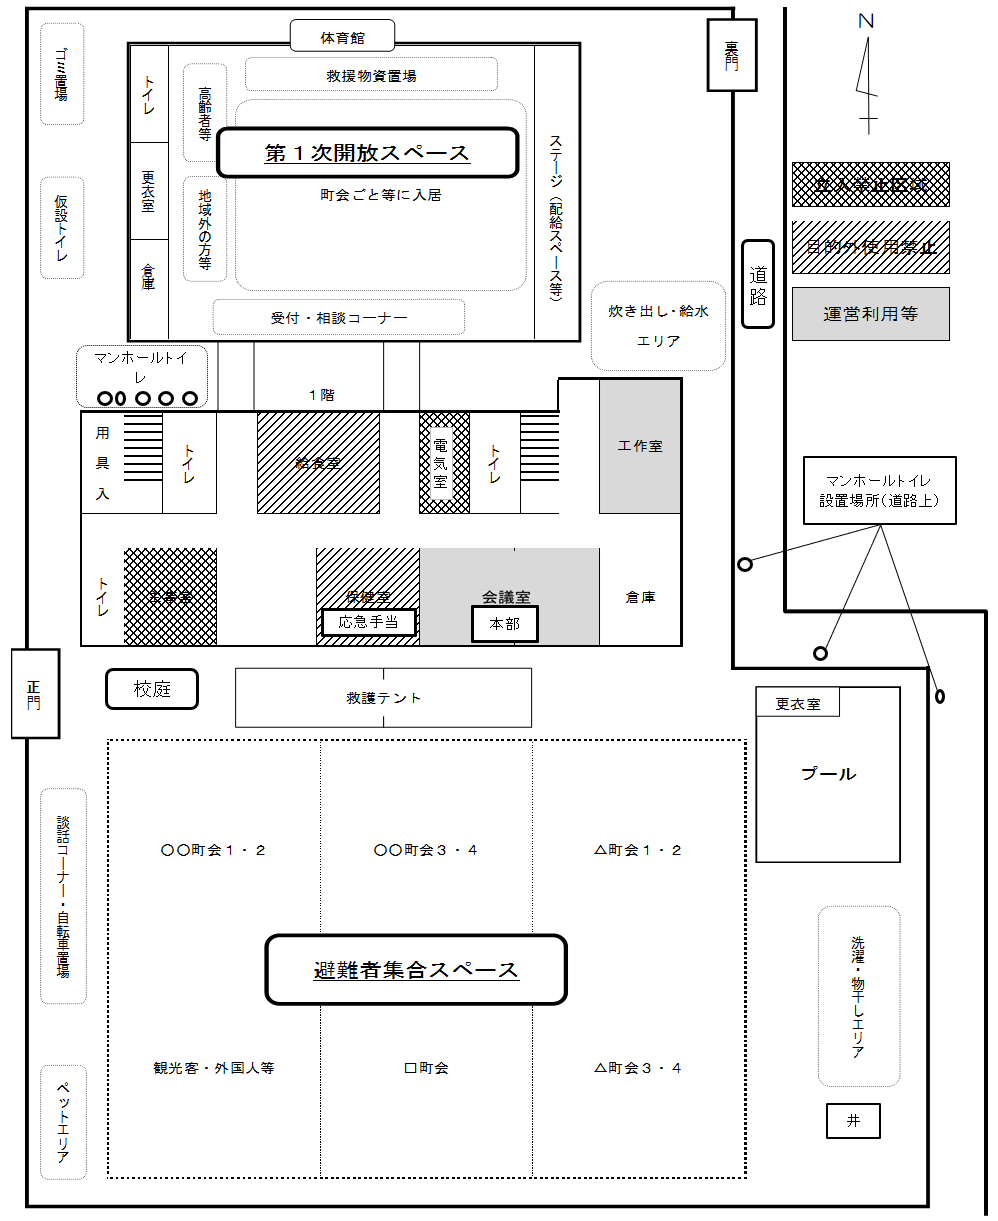 体育館
裏門
N
ゴミ置場
救援物資置場
トイレ
高齢者等
第１次開放スペース
町会ごと等に入居
ステージ（配給スペース等）
更衣室
仮設トイレ
地域外の方等
倉庫
受付・相談コーナー
立入禁止区域
目的外使用禁止
運営利用等
道路
炊き出し・給水
エリア
マンホールトイ
レ
１階
用具入
トイレ
給食室
電気室
トイレ
工作室
マンホールトイレ
設置場所（道路上）
トイレ
保健室
応急手当
会議室
本部
倉庫
正門
校庭
救護テント
更衣室
プール
談話コーナー・自転車置場
〇〇町会１・２
〇〇町会３・４
△町会１・２
避難者集合スペース
洗濯・物干しエリア
観光客・外国人等
口町会
△町会３・４
ペットエリア
井